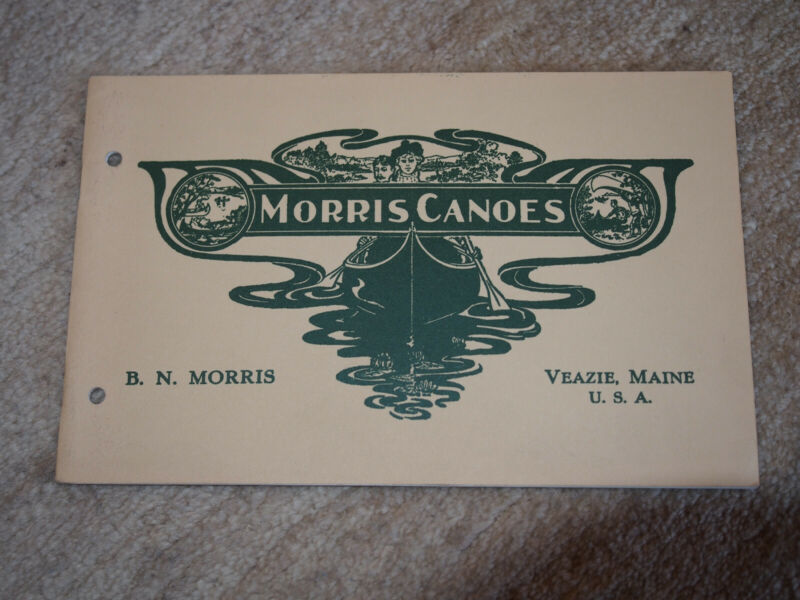 MORRIS CANOES
B. N. MORRIS
VEAZIE, MAINE
U. S. A.